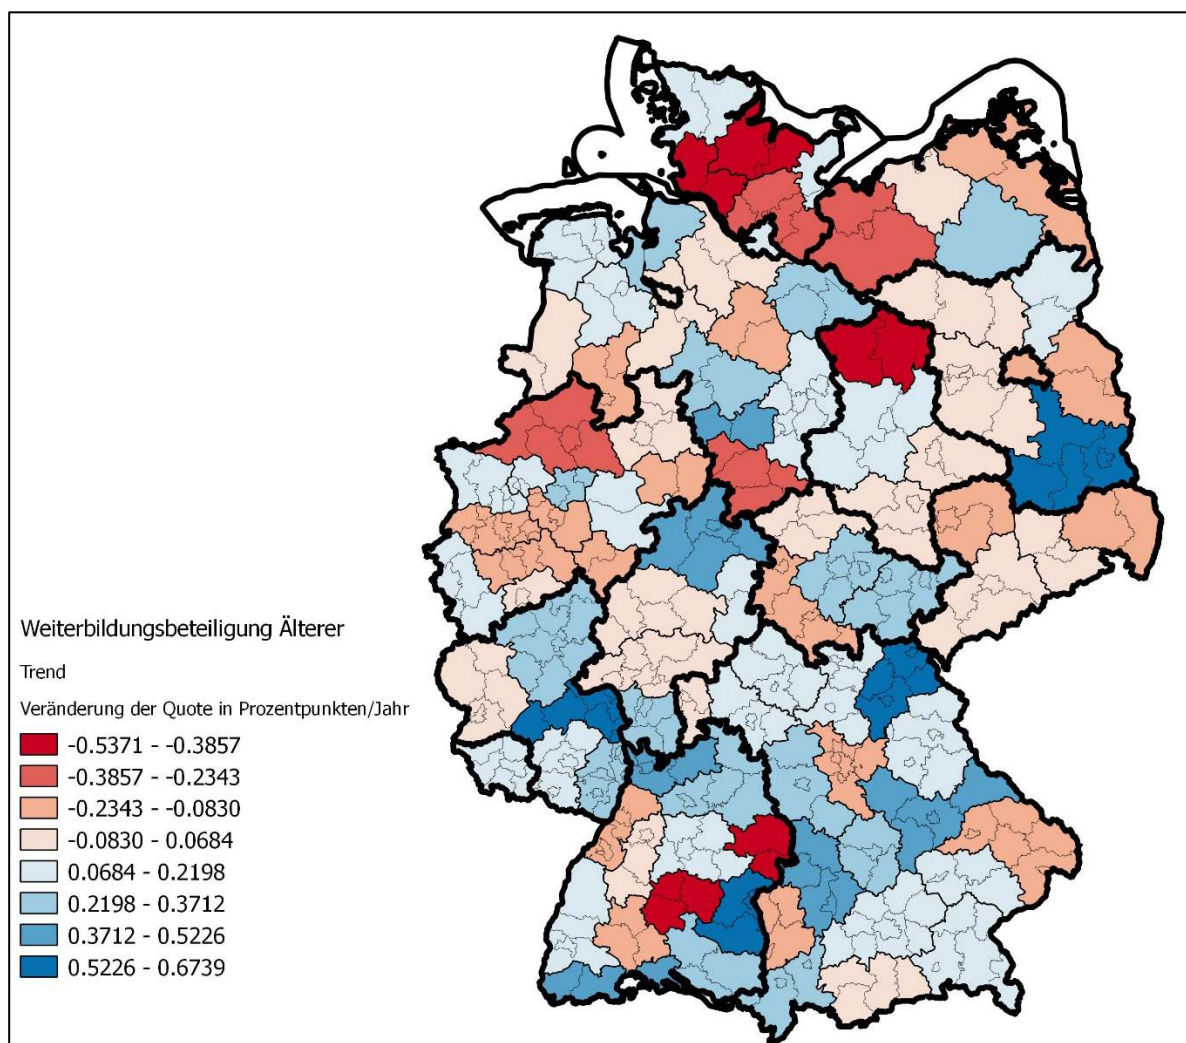 Weiterbildungsbeteiligung Älterer
Trend
Veränderung der Quote in Prozentpunkten/Jahr
-0.5371 - -0.3857
-0.3857 - -0.2343
-0.2343 - -0.0830
-0.0830 - 0.0684
0.0684 - 0.2198
0.2198 - 0.3712
0.3712 - 0.5226
0.5226 - 0.6739